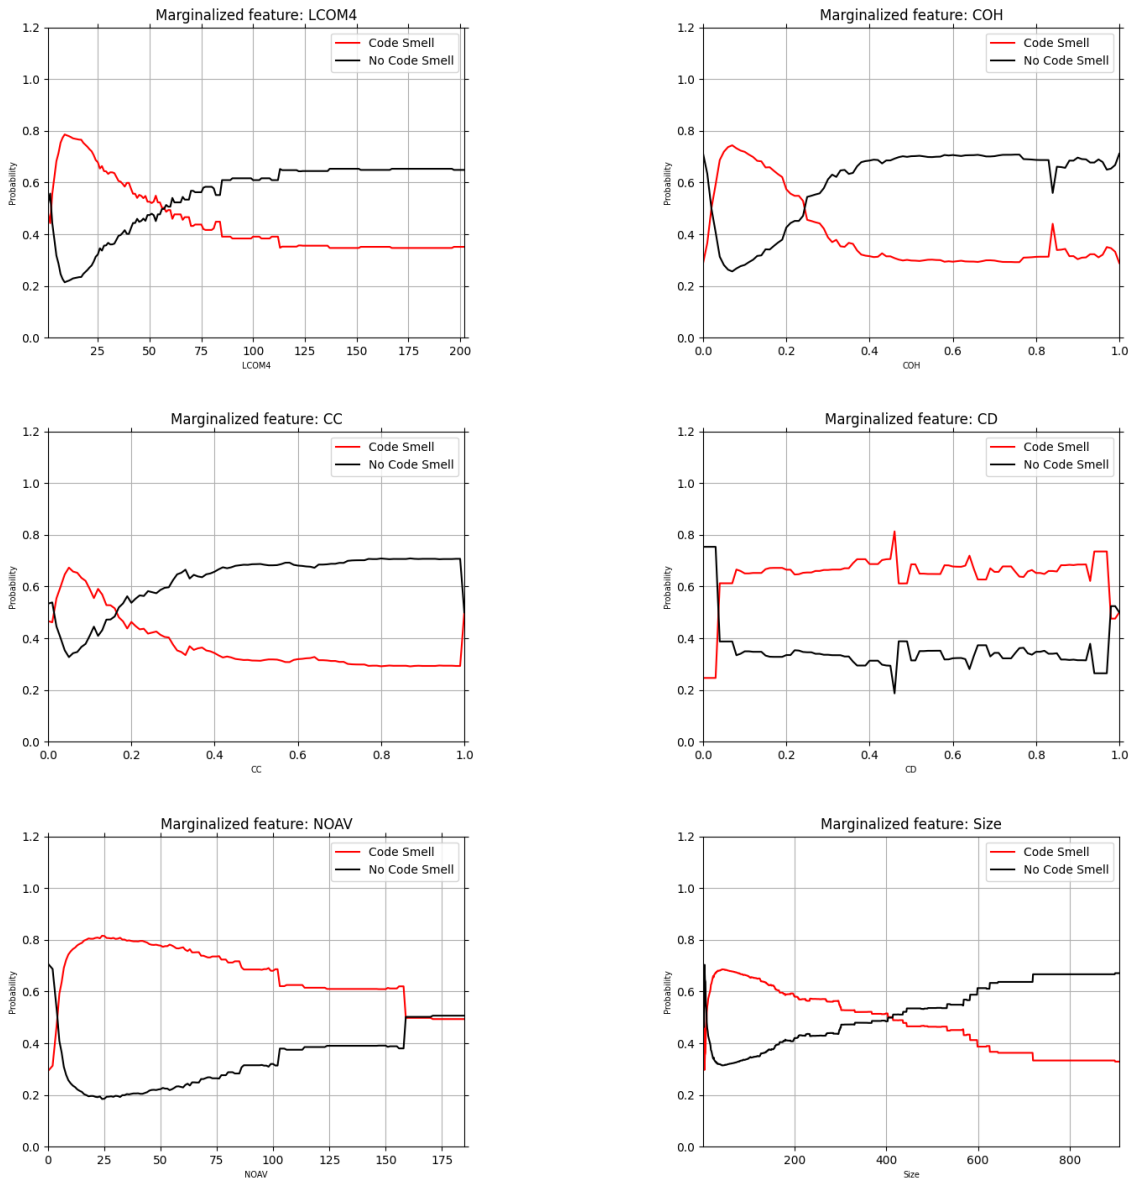 Marginalized feature: LCOM4
1.2
1.0
0.8
0.6
0.4
0.2
0.0
Probability
Code Smell
No Code Smell
25 50 75 100 125 150 175 200
LCOM4
Marginalized feature: COH
1.2
1.0
0.8
0.6
0.4
0.2
0.0
Probability
Code Smell
No Code Smell
0.0 0.2 0.4 0.6 0.8 1.0
COH
Marginalized feature: CC
1.2
1.0
0.8
0.6
0.4
0.2
0.0
Probability
Code Smell
No Code Smell
0.0 0.2 0.4 0.6 0.8 1.0
CC
Marginalized feature: CD
1.2
1.0
0.8
0.6
0.4
0.2
0.0
Probability
Code Smell
No Code Smell
0.0 0.2 0.4 0.6 0.8 1.0
CD
Marginalized feature: NOAV
1.2
1.0
0.8
0.6
0.4
0.2
0.0
Probability
Code Smell
No Code Smell
0 25 50 75 100 125 150 175
NOAV
Marginalized feature: Size
1.2
1.0
0.8
0.6
0.4
0.2
0.0
Probability
Code Smell
No Code Smell
200 400 600 800
Size